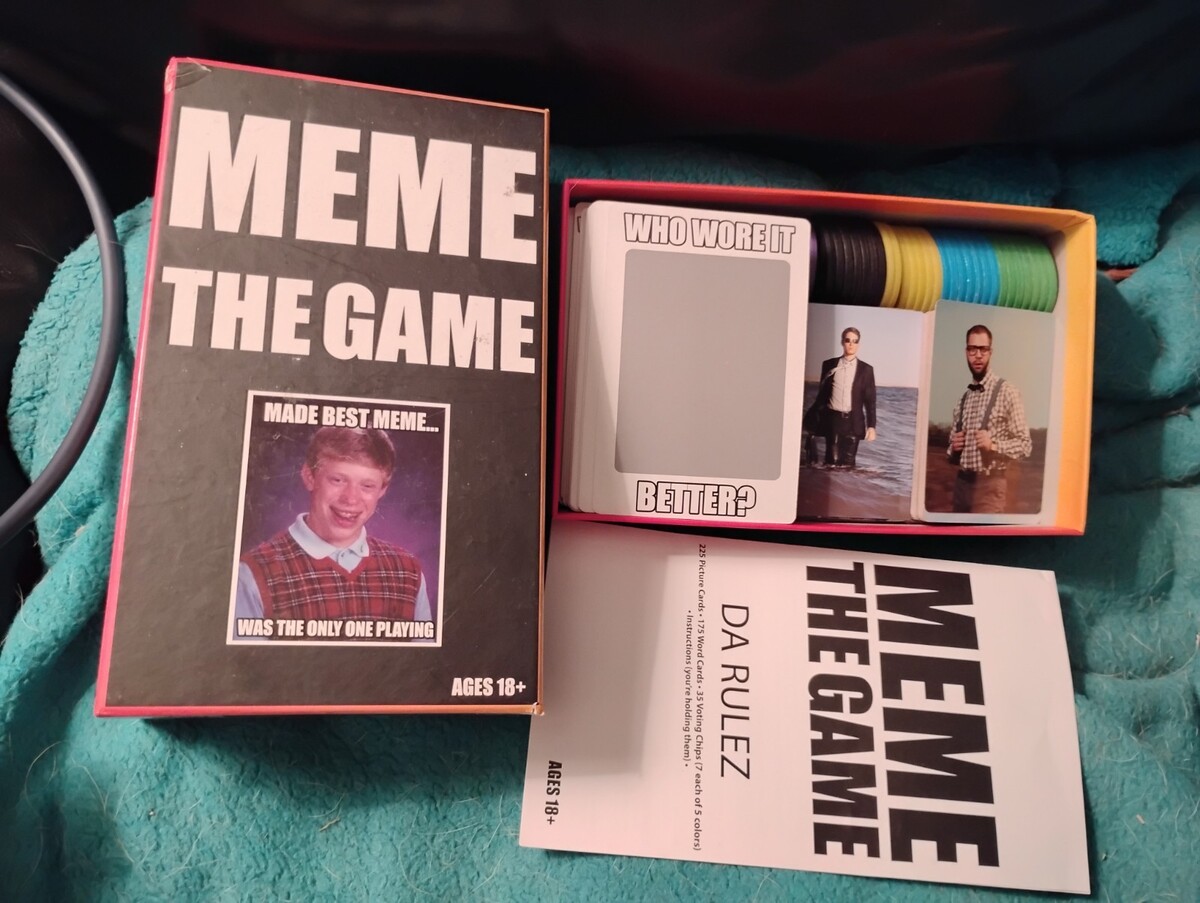 MEME
THE GAME
MADE BEST MEME...
WAS THE ONLY ONE PLAYING
AGES 18+
WHO WORE IT
BETTER?
MEME
THE GAME
DA RULEZ
225 Picture Cards • 175 Word Cards • 35 Voting Chips (7 each of 5 colors)
• Instructions (you're holding them) •
AGES 18+